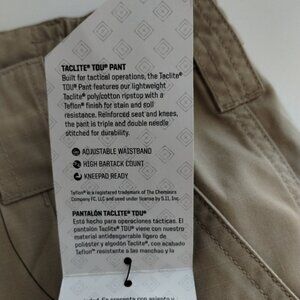 TACLITE® TDU® PANT
Built for tactical operations, the Taclite®
TDU® Pant features our lightweight
Taclite® poly/cotton ripstop with a
Teflon® finish for stain and soil
resistance. Reinforced seat and knees,
the pant is triple and double needle
stitched for durability.
ADJUSTABLE WAISTBAND
HIGH BARTACK COUNT
KNEEPAD READY
Teflon® is a registered trademark of The Chemours
Company FC, LLC and used under license by 5.11, Inc.
PANTALÓN TACLITE® TDU®
Está hecho para operaciones tácticas. El
pantalón Taclite® TDU® viene con nuestro
material antidesgarrable ligero de
poliéster y algodón Taclite®, con acabado
Teflon™ resistente a las manchas y la